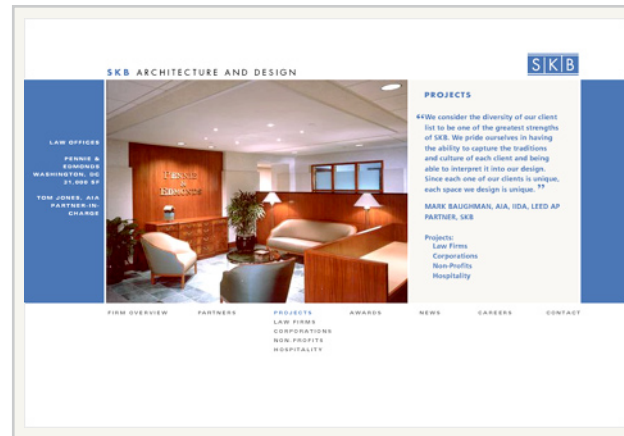 SKB ARCHITECTURE AND DESIGN
S|K|B
LAW OFFICES
PENNIE &
EDMONDS
WASHINGTON, DC
21,000 SF
TOM JONES, AIA
PARTNER-IN-
CHARGE
PENNIE
&
EDMONDS
PROJECTS
“We consider the diversity of our client
list to be one of the greatest strengths
of SKB. We pride ourselves in having
the ability to capture the traditions
and culture of each client and being
able to interpret it into our design.
Since each one of our clients is unique,
each space we design is unique. ”
MARK BAUGHMAN, AIA, IIDA, LEED AP
PARTNER, SKB
Projects:
Law Firms
Corporations
Non-Profits
Hospitality
FIRM OVERVIEW PARTNERS PROJECTS AWARDS NEWS CAREERS CONTACT
LAW FIRMS
CORPORATIONS
NON-PROFITS
HOSPITALITY